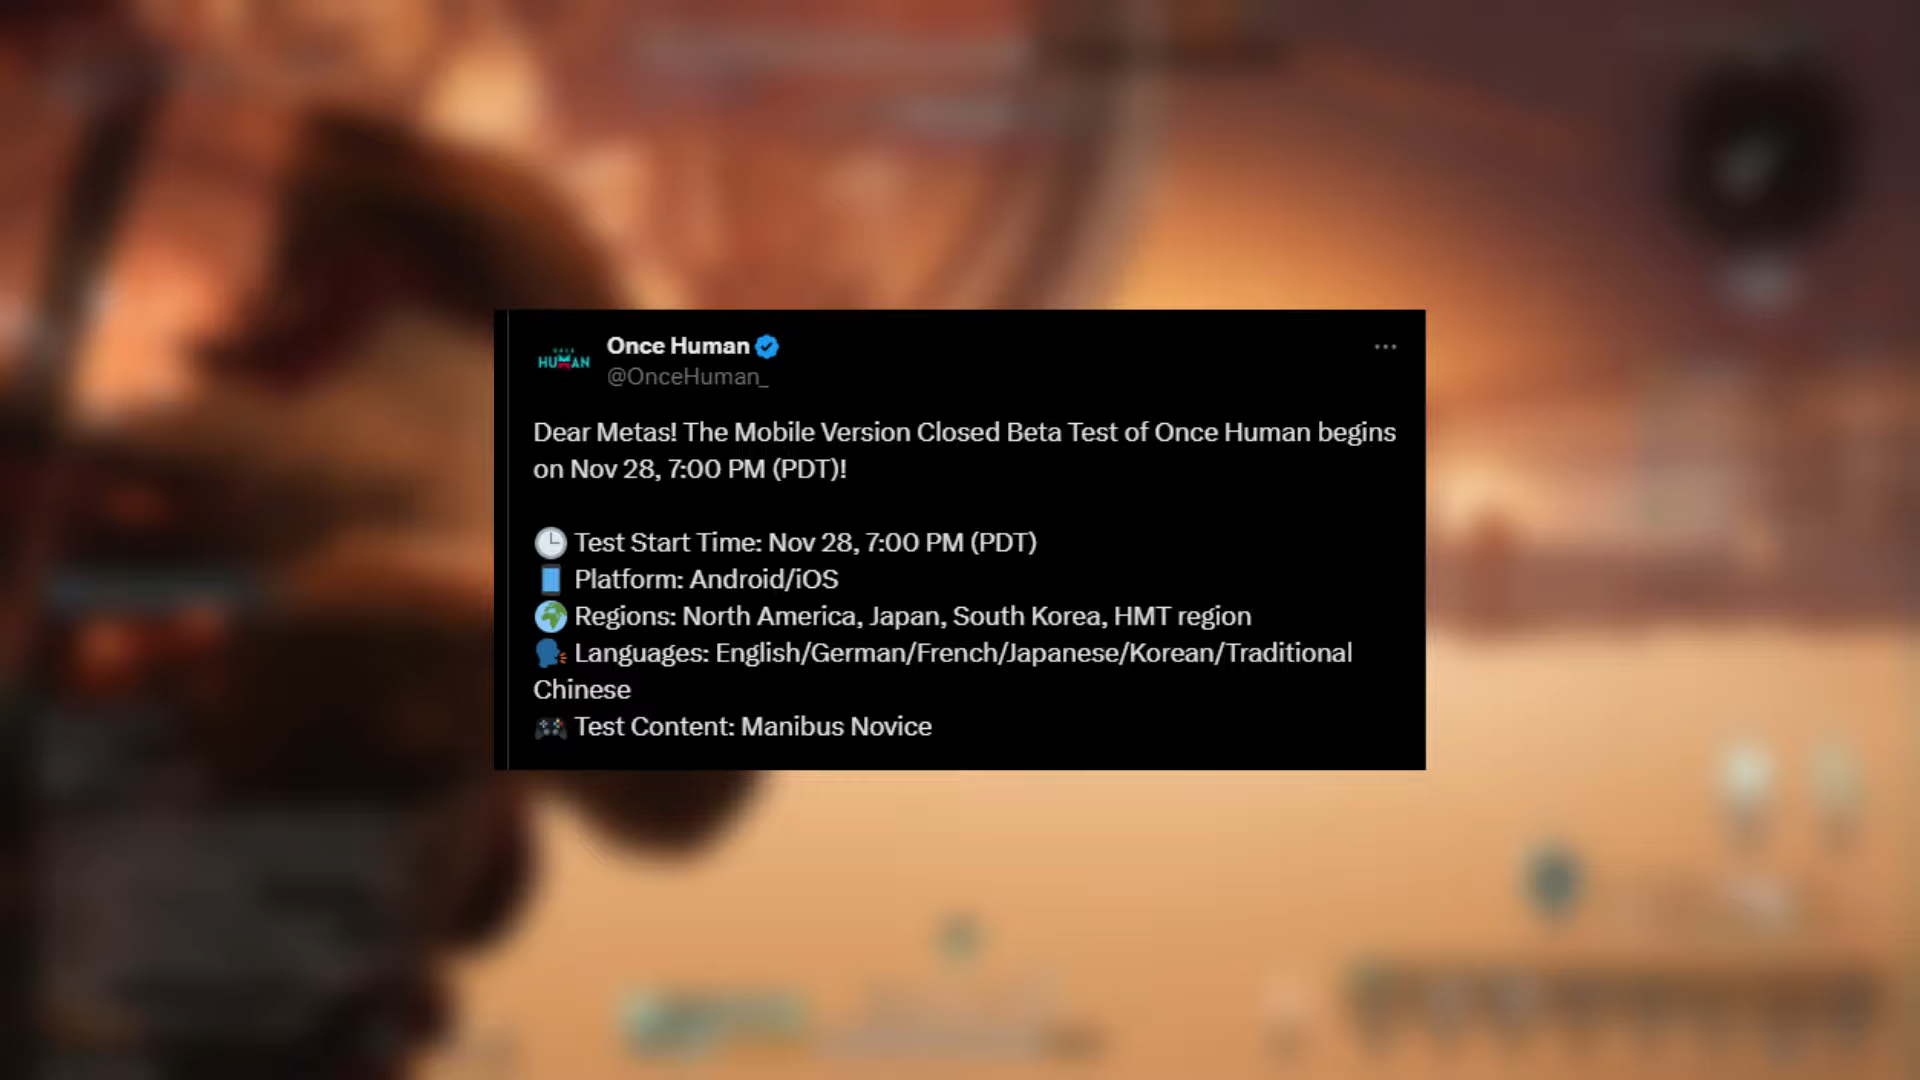 HUMAN
Once Human
@OnceHuman_
Dear Metas! The Mobile Version Closed Beta Test of Once Human begins
on Nov 28, 7:00 PM (PDT)!
Test Start Time: Nov 28, 7:00 PM (PDT)
Platform: Android/iOS
Regions: North America, Japan, South Korea, HMT region
Languages: English/German/French/Japanese/Korean/Traditional
Chinese
Test Content: Manibus Novice